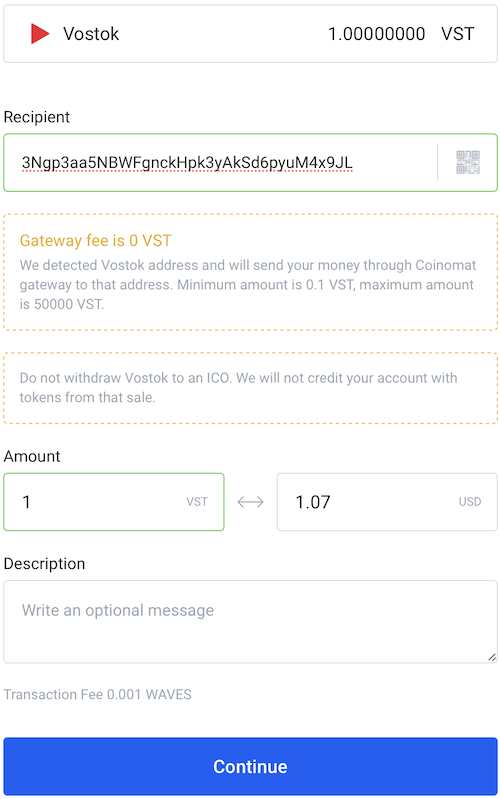 Vostok 1.00000000 VST
Recipient
3Ngp3aa5NBWFgnckHpk3yAkSd6pyuM4x9JL
Gateway fee is 0 VST
We detected Vostok address and will send your money through Coinomat
gateway to that address. Minimum amount is 0.1 VST, maximum amount
is 50000 VST.
Do not withdraw Vostok to an ICO. We will not credit your account with
tokens from that sale.
Amount
1 VST 1.07 USD
Description
Write an optional message
Transaction Fee 0.001 WAVES
Continue